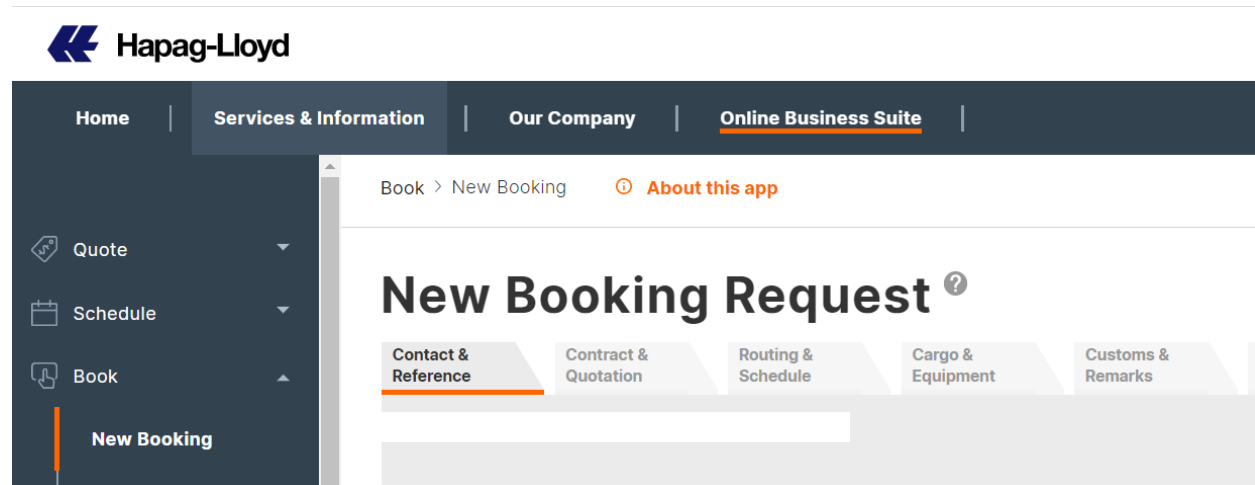 Hapag-Lloyd
Home | Services & Information | Our Company | Online Business Suite |
Book > New Booking About this app
Quote
Schedule
Book
New Booking
New Booking Request ?
Contact & Reference
Contract & Quotation
Routing & Schedule
Cargo & Equipment
Customs & Remarks